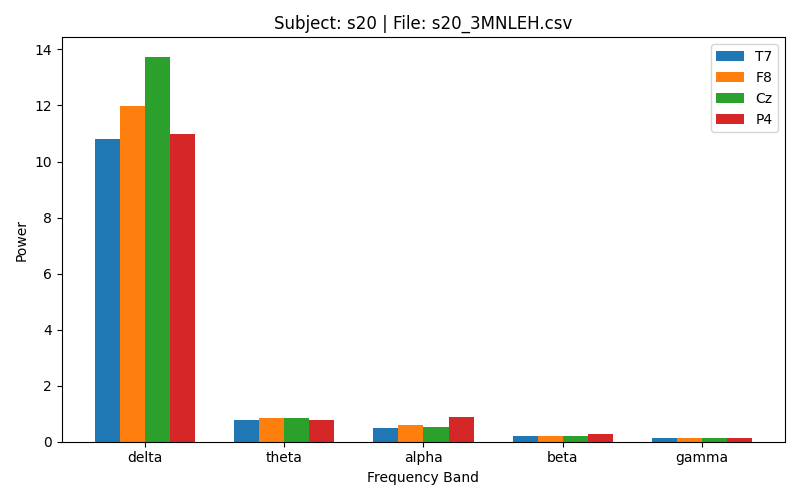 Subject: s20 | File: s20_3MNLEH.csv
T7
F8
Cz
P4
14
12
10
8
6
4
2
0
Power
delta theta alpha beta gamma
Frequency Band